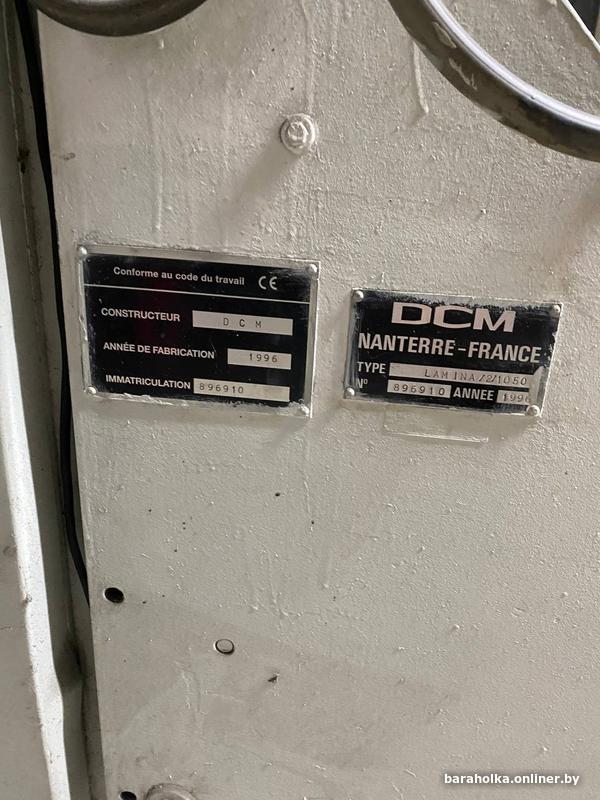 Conforme au code du travail CE
CONSTRUCTEUR D C M
ANNÉE DE FABRICATION 1996
IMMATRICULATION 896910
DCM
NANTERRE-FRANCE
TYPE LAMINA/2/1050
N° 896910 ANNEE 1996
baraholka.onliner.by